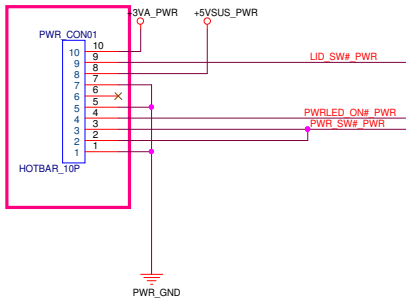 +3VA_PWR
+5VSUS_PWR
PWR_CON01
10 10
9 9 LID_SW#_PWR
8 8
7 7
6 6
5 5
4 4 PWRLED_ON#_PWR
3 3 PWR_SW#_PWR
2 2
1 1
HOTBAR_10P
PWR_GND